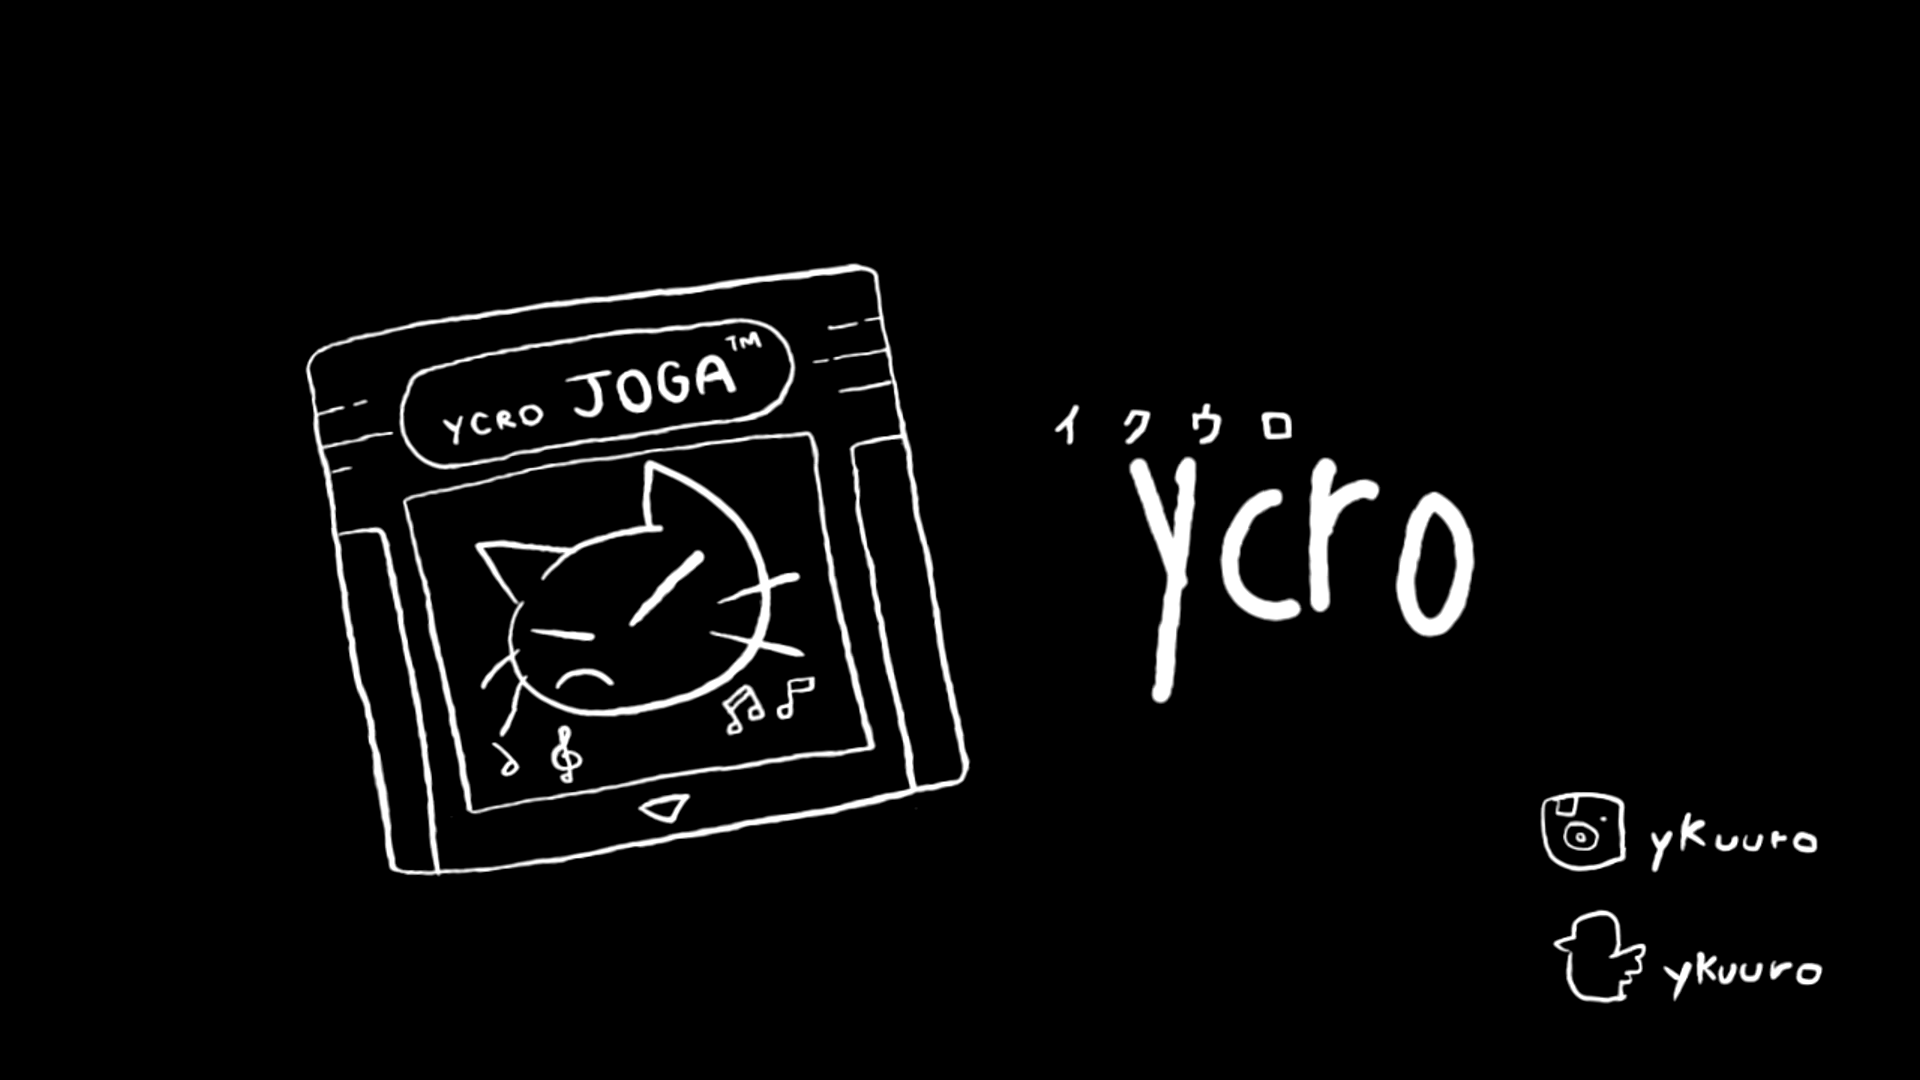 YCRO JOGA™
イクウロ
ycro
ykuuro
ykuuro